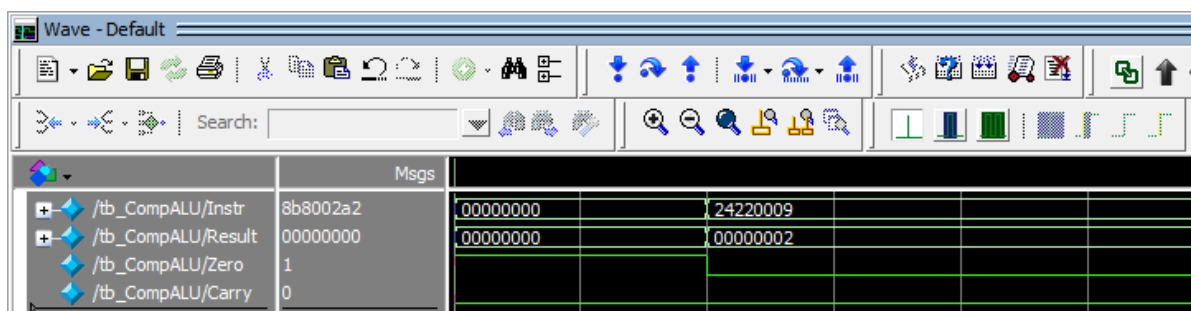 Wave - Default
Search:
Msgs
/tb_CompALU/Instr 8b8002a2 00000000 24220009
/tb_CompALU/Result 00000000 00000000 00000002
/tb_CompALU/Zero 1
/tb_CompALU/Carry 0